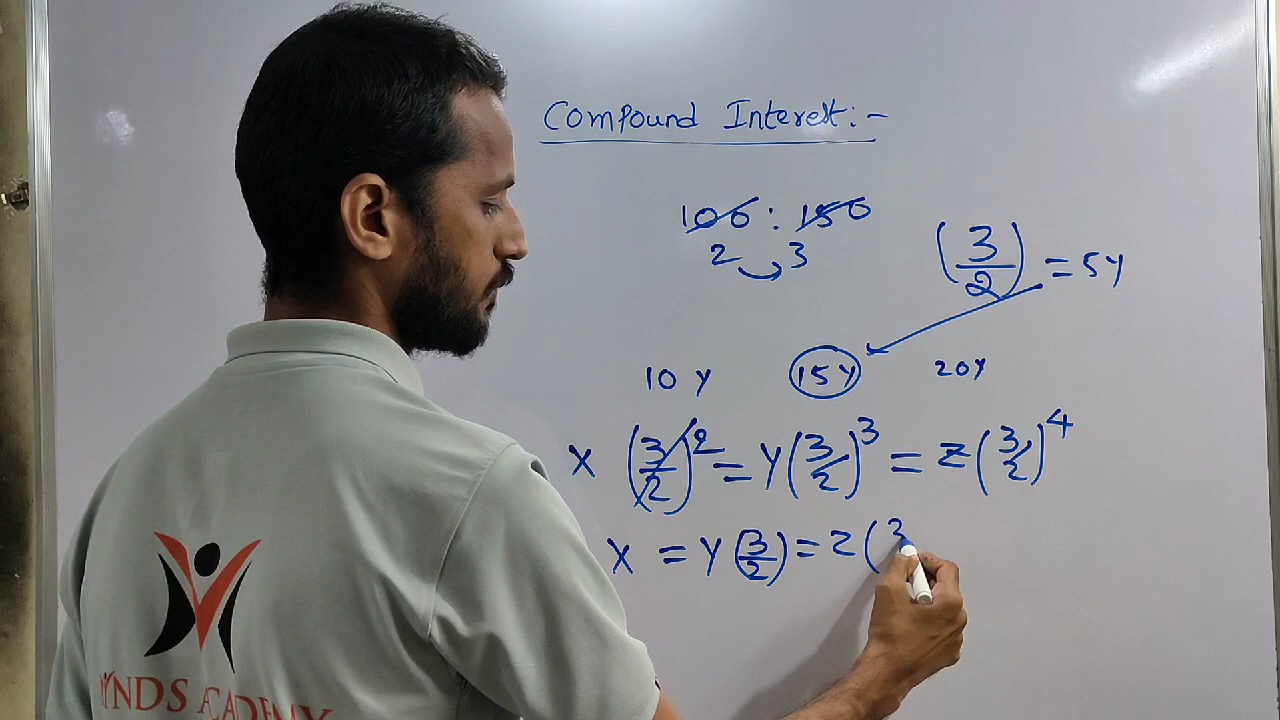 Compound Interest:-
100 : 150
2 3
(3/2) = 5Y
10 Y 15Y 20Y
X (3/2)^2 = Y(3/2)^3 = Z(3/2)^4
X = Y(3/2) = Z(3
YNDS ACADEMY